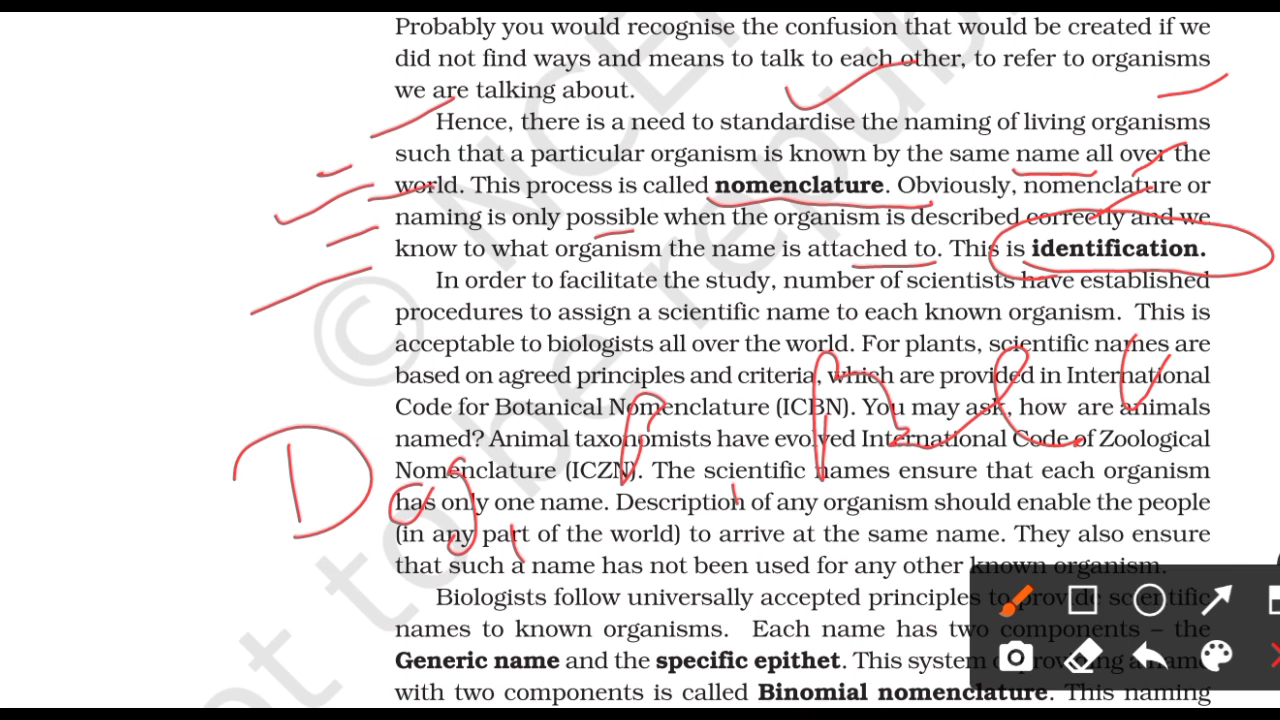 Probably you would recognise the confusion that would be created if we
did not find ways and means to talk to each other, to refer to organisms
we are talking about.
Hence, there is a need to standardise the naming of living organisms
such that a particular organism is known by the same name all over the
world. This process is called nomenclature. Obviously, nomenclature or
naming is only possible when the organism is described correctly and we
know to what organism the name is attached to. This is identification.
In order to facilitate the study, number of scientists have established
procedures to assign a scientific name to each known organism. This is
acceptable to biologists all over the world. For plants, scientific names are
based on agreed principles and criteria, which are provided in International
Code for Botanical Nomenclature (ICBN). You may ask, how are animals
named? Animal taxonomists have evolved International Code of Zoological
Nomenclature (ICZN). The scientific names ensure that each organism
has only one name. Description of any organism should enable the people
(in any part of the world) to arrive at the same name. They also ensure
that such a name has not been used for any other known organism.
Biologists follow universally accepted principles to provide scientific
names to known organisms. Each name has two components – the
Generic name and the specific epithet. This system of providing a name
with two components is called Binomial nomenclature. This naming